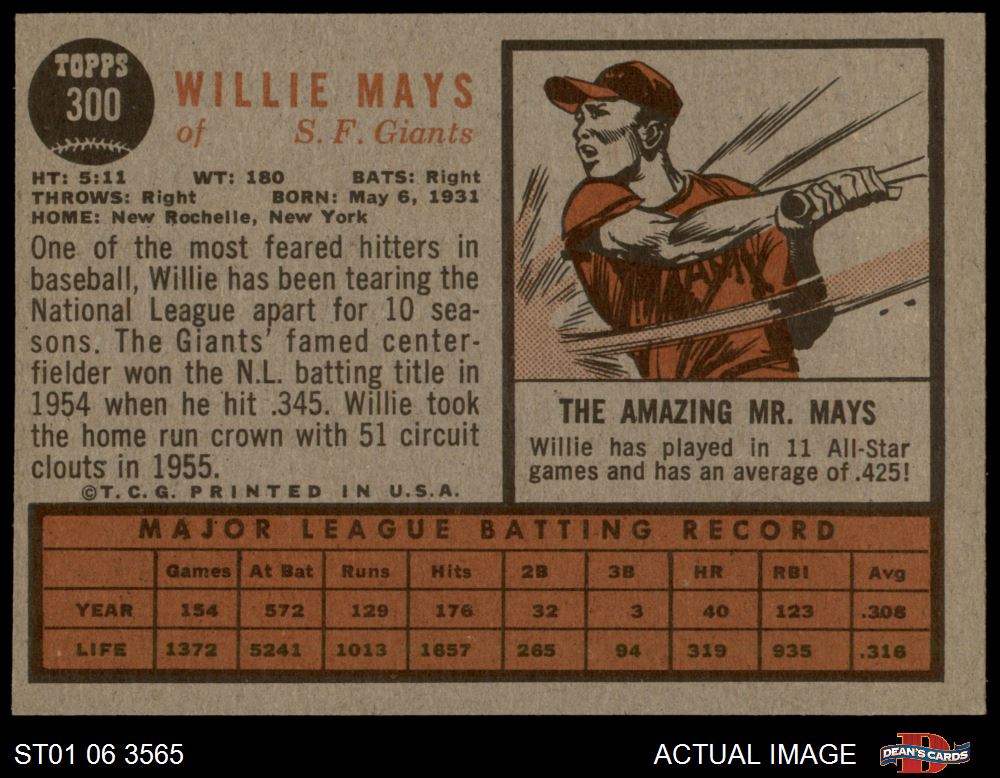 TOPPS
300
WILLIE MAYS
of S. F. Giants
HT: 5:11 WT: 180 BATS: Right
THROWS: Right BORN: May 6, 1931
HOME: New Rochelle, New York
One of the most feared hitters in
baseball, Willie has been tearing the
National League apart for 10 sea-
sons. The Giants' famed center-
fielder won the N.L. batting title in
1954 when he hit .345. Willie took
the home run crown with 51 circuit
clouts in 1955.
©T.C.G. PRINTED IN U.S.A.
MAYS
THE AMAZING MR. MAYS
Willie has played in 11 All-Star
games and has an average of .425!
MAJOR LEAGUE BATTING RECORD
Games At Bat Runs Hits 2B 3B HR RBI Avg
YEAR 154 572 129 176 32 3 40 123 .308
LIFE 1372 5241 1013 1657 265 94 319 935 .316
ST01 06 3565
ACTUAL IMAGE
DEAN'S CARDS